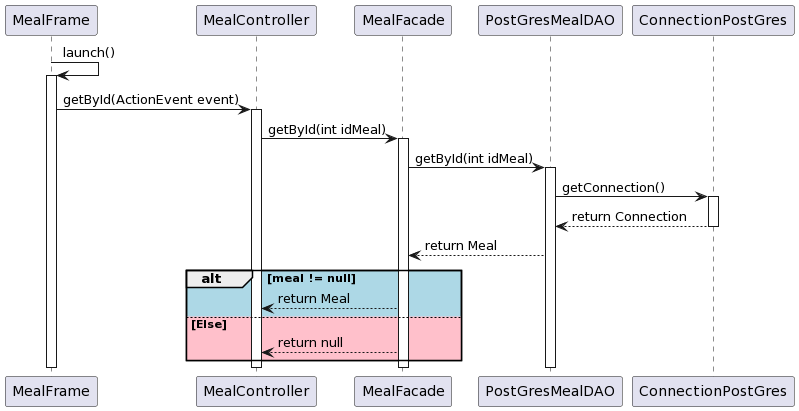 MealFrame
MealController
MealFacade
PostGresMealDAO
ConnectionPostGres
launch()
getById(ActionEvent event)
getById(int idMeal)
getById(int idMeal)
getConnection()
return Connection
return Meal
alt
[meal != null]
return Meal
[Else]
return null
MealFrame
MealController
MealFacade
PostGresMealDAO
ConnectionPostGres